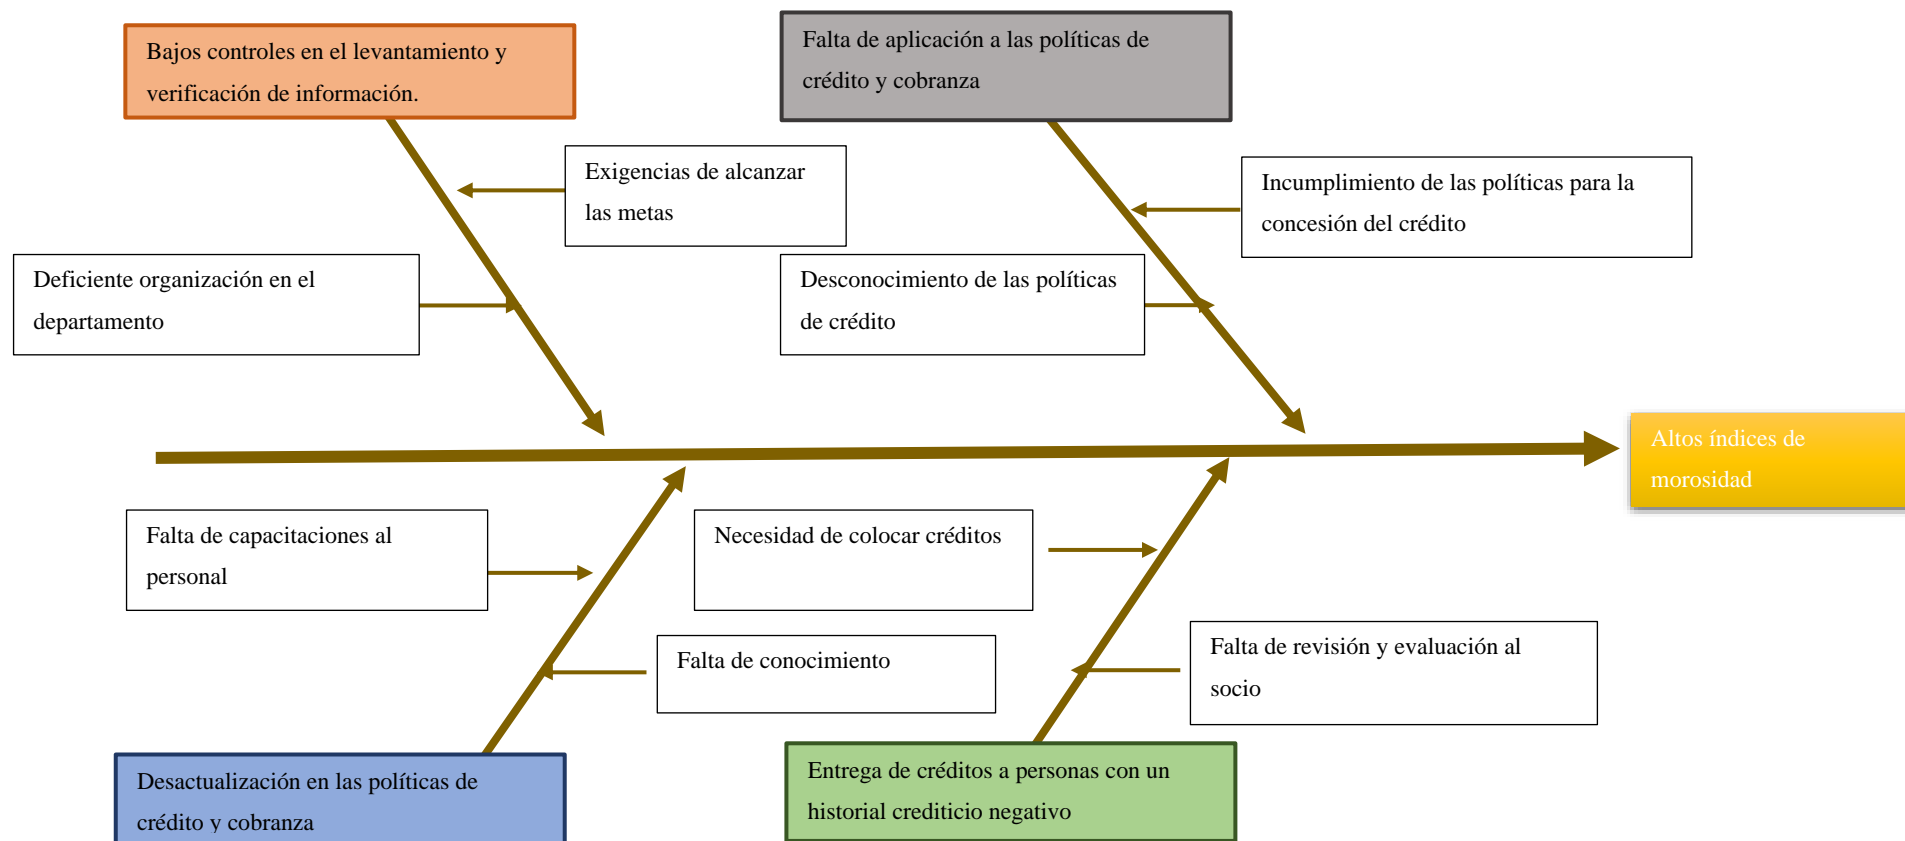 Bajos controles en el levantamiento y
verificación de información.
Falta de aplicación a las políticas de
crédito y cobranza
Exigencias de alcanzar
las metas
Incumplimiento de las políticas para la
concesión del crédito
Deficiente organización en el
departamento
Desconocimiento de las políticas
de crédito
Altos índices de
morosidad
Falta de capacitaciones al
personal
Necesidad de colocar créditos
Falta de conocimiento
Falta de revisión y evaluación al
socio
Desactualización en las políticas de
crédito y cobranza
Entrega de créditos a personas con un
historial crediticio negativo